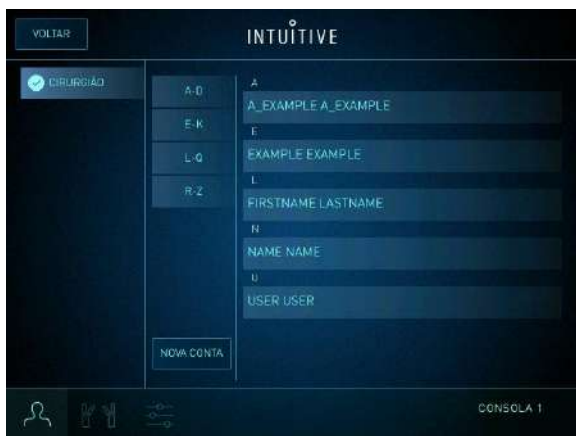 VOLTAR
INTUITIVE
CIRURGIÃO
A-D
E-K
L-Q
R-Z
NOVA CONTA
A
A_EXAMPLE A_EXAMPLE
E
EXAMPLE EXAMPLE
L
FIRSTNAME LASTNAME
N
NAME NAME
U
USER USER
CONSOLA 1